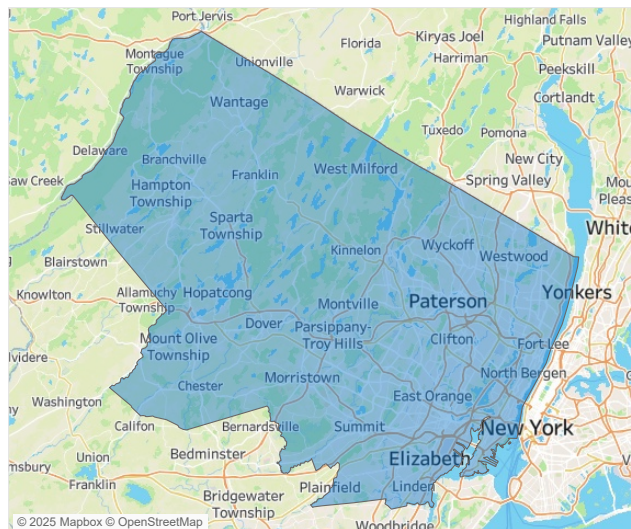 Port Jervis
Highland Falls
Montague
Township
Unionville
Florida
Kiryas Joel
Putnam Valley
Harriman
Peekskill
Wantage
Warwick
Cortlandt
Tuxedo
Pomona
Delaware
Branchville
West Milford
New City
Mou
Saw Creek
Franklin
Spring Valley
Pleas
Hampton
Township
Sparta
Township
Stillwater
Wyckoff
White
Westwood
Kinnelon
Blairstown
Knowlton
Allamuchy
Township
Hopatcong
Montville
Paterson
Yonkers
Dover
Parsippany-
Troy Hills
Clifton
Fort Lee
Mount Olive
Township
lvidere
Morristown
North Bergen
Chester
East Orange
Washington
Califon
Bernardsville
Summit
New York
Union
Bedminster
Elizabeth
V
msburg
Franklin
Bridgewater
Township
Plainfield
Linden
Woodbridge
© 2025 Mapbox © OpenStreetMap